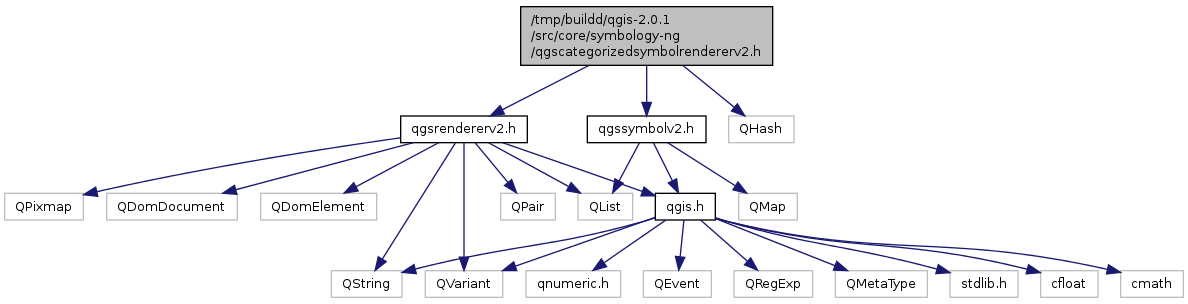 /tmp/buildd/qgis-2.0.1
/src/core/symbology-ng
/qgscategorizedsymbolrendererv2.h
qgsrendererv2.h
qgssymbolv2.h
QHash
QPixmap
QDomDocument
QDomElement
QPair
QList
qgis.h
QMap
QString
QVariant
qnumeric.h
QEvent
QRegExp
QMetaType
stdlib.h
cfloat
cmath